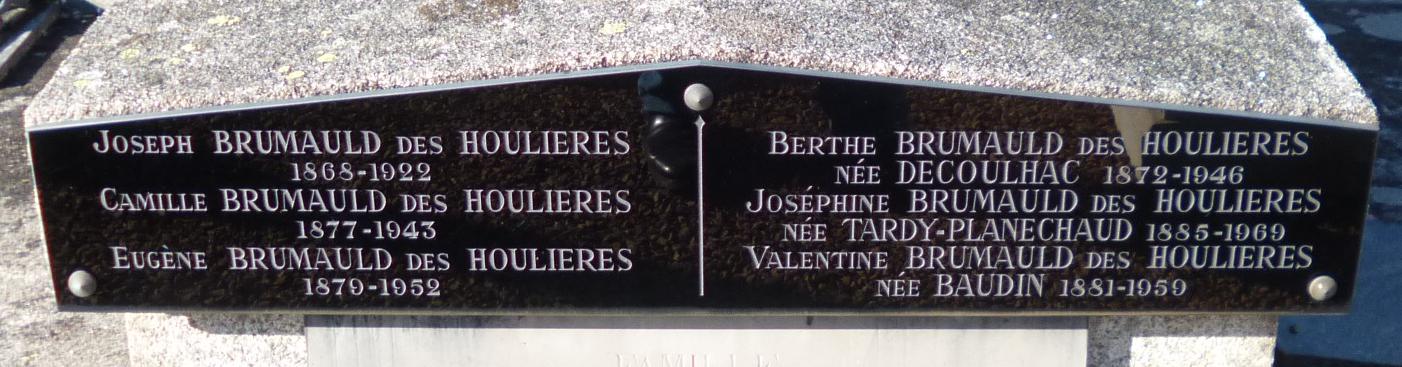 Joseph BRUMAULD des HOULIERES
1868-1922
Camille BRUMAULD des HOULIERES
1877-1943
Eugène BRUMAULD des HOULIERES
1879-1952
Berthe BRUMAULD des HOULIERES
née DECOULHAC 1872-1946
Joséphine BRUMAULD des HOULIERES
née TARDY-PLANECHAUD 1885-1969
Valentine BRUMAULD des HOULIERES
née BAUDIN 1881-1959
FAMILLE